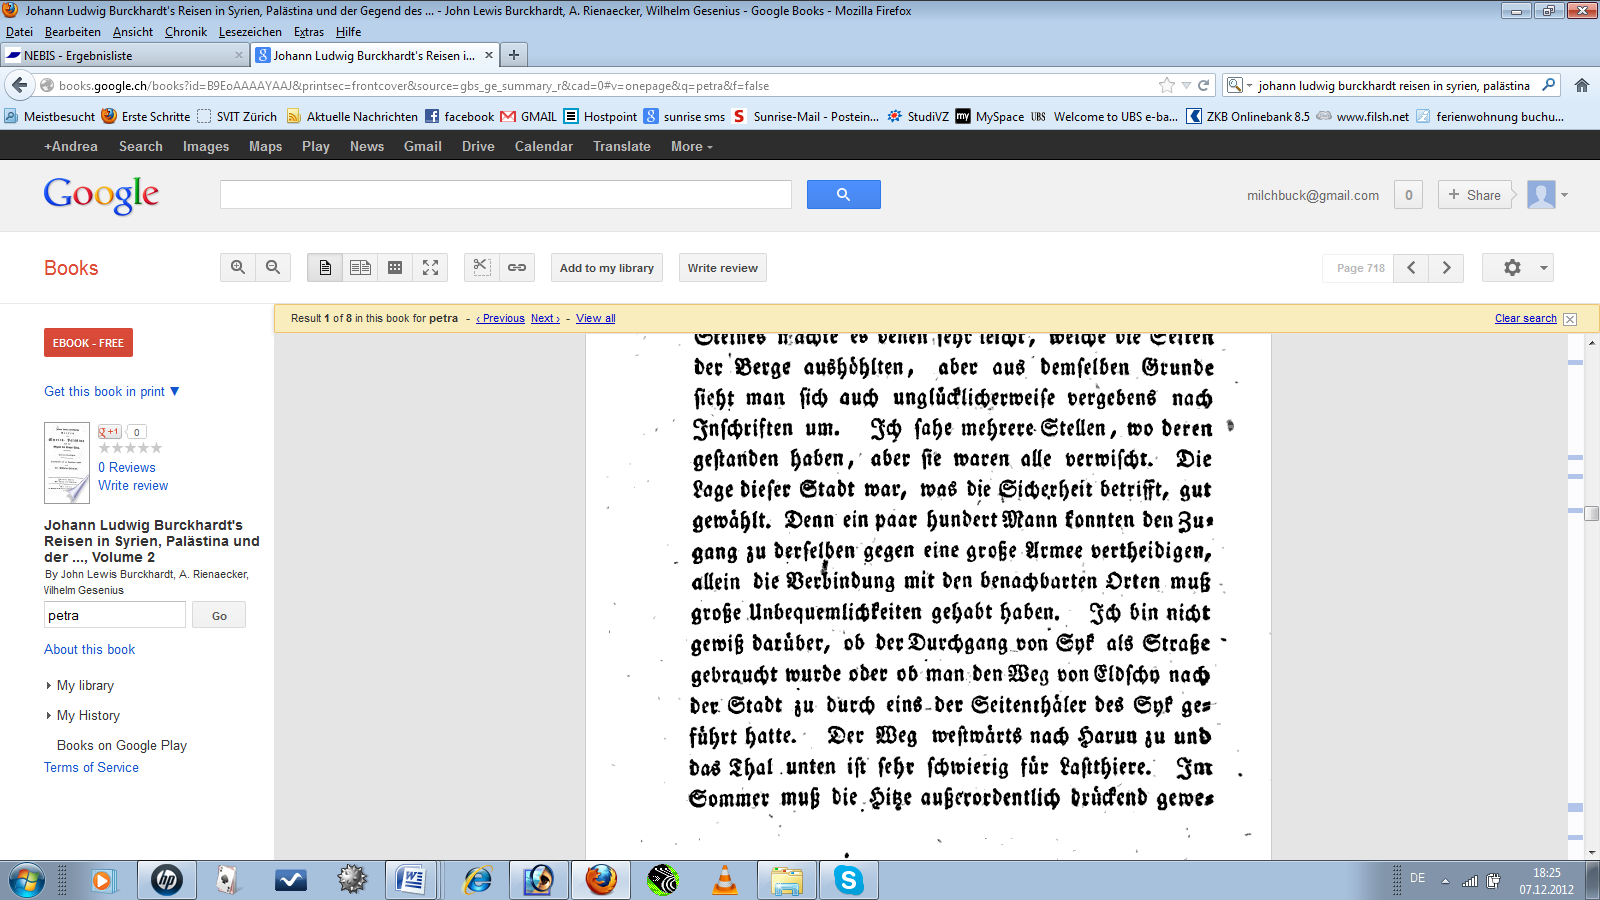 Johann Ludwig Burckhardt's Reisen in Syrien, Palästina und der Gegend des ... - John Lewis Burckhardt, A. Rienaecker, Wilhelm Gesenius - Google Books - Mozilla Firefox
Datei Bearbeiten Ansicht Chronik Lesezeichen Extras Hilfe
NEBIS - Ergebnisliste
Johann Ludwig Burckhardt's Reisen i...
books.google.ch/books?id=B9EoAAAAYAAJ&printsec=frontcover&source=gbs_ge_summary_r&cad=0#v=onepage&q=petra&f=false
johann ludwig burckhardt reisen in syrien, palästina
Meistbesucht Erste Schritte SVIT Zürich Aktuelle Nachrichten facebook GMAIL Hostpoint sunrise sms Sunrise-Mail - Postein... StudiVZ MySpace UBS Welcome to UBS e-ba... ZKB Onlinebank 8.5 www.filsh.net ferienwohnung buchu...
+Andrea Search Images Maps Play News Gmail Drive Calendar Translate More
Google
milchbuck@gmail.com 0 + Share
Books
Add to my library Write review
Page 718
Result 1 of 8 in this book for petra - ‹ Previous Next › - View all
Clear search
EBOOK - FREE
Get this book in print ▼
+1 0
0 Reviews
Write review
Johann Ludwig Burckhardt's
Reisen in Syrien, Palästina und
der ..., Volume 2
By John Lewis Burckhardt, A. Rienaecker,
Wilhelm Gesenius
petra Go
About this book
My library
My History
Books on Google Play
Terms of Service
Steines machte es denen sehr leicht, welche die Seiten
der Berge aushöhlten, aber aus demselben Grunde
sieht man sich auch unglücklicherweise vergebens nach
Inschriften um. Ich sahe mehrere Stellen, wo deren
gestanden haben, aber sie waren alle verwischt. Die
Lage dieser Stadt war, was die Sicherheit betrifft, gut
gewählt. Denn ein paar hundert Mann konnten den Zu-
gang zu derselben gegen eine große Armee vertheidigen,
allein die Verbindung mit den benachbarten Orten muß
große Unbequemlichkeiten gehabt haben. Ich bin nicht
gewiß darüber, ob der Durchgang von Syk als Straße
gebraucht wurde oder ob man den Weg von Eldschy nach
der Stadt zu durch eins der Seitenthäler des Syk ge-
führt hatte. Der Weg westwärts nach Harun zu und
das Thal unten ist sehr schwierig für Lastthiere. Im
Sommer muß die Hitze außerordentlich drückend gewe-
DE
18:25
07.12.2012